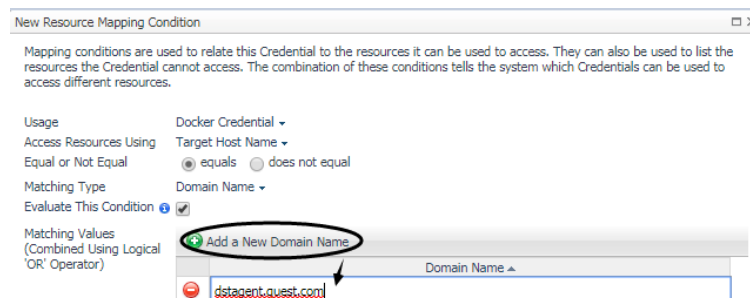 New Resource Mapping Condition
Mapping conditions are used to relate this Credential to the resources it can be used to access. They can also be used to list the
resources the Credential cannot access. The combination of these conditions tells the system which Credentials can be used to
access different resources.
Usage Docker Credential
Access Resources Using Target Host Name
Equal or Not Equal equals does not equal
Matching Type Domain Name
Evaluate This Condition
Matching Values
(Combined Using Logical
'OR' Operator)
Add a New Domain Name
Domain Name
dstagent.quest.com